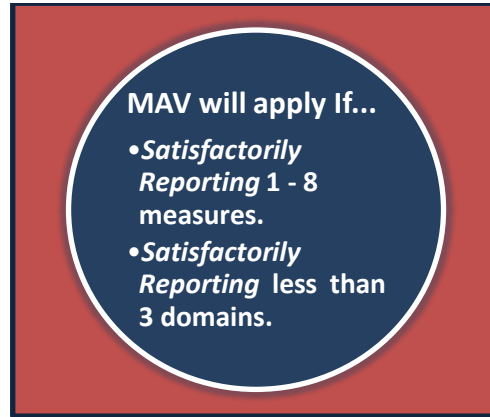 MAV will apply If...
•Satisfactorily
Reporting 1 - 8
measures.
•Satisfactorily
Reporting less than
3 domains.